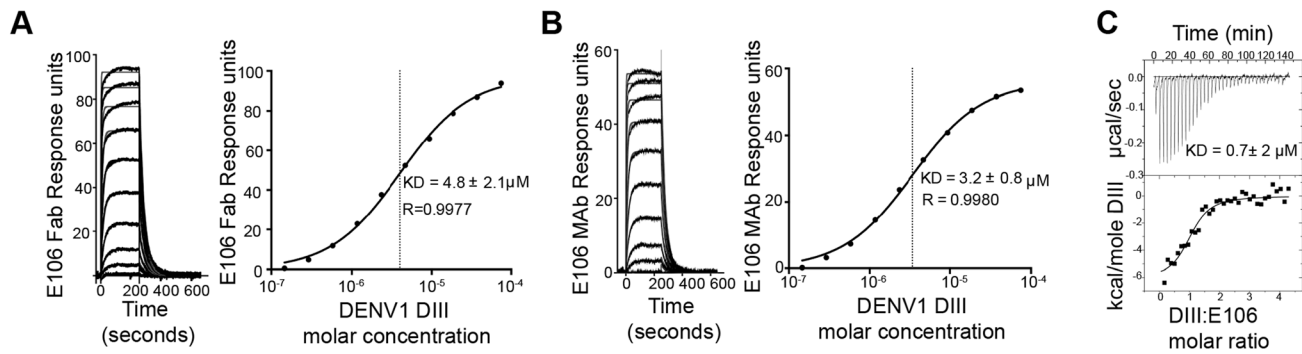 A
E106 Fab Response units
100
80
60
40
20
0 200 400 600
Time
(seconds)
E106 Fab Response units
100
80
60
40
20
0
KD = 4.8 ± 2.1 μM
R=0.9977
10-7 10-6 10-5 10-4
DENV1 DIII
molar concentration
B
E106 MAb Response units
60
40
20
0
0 200 400 600
Time
(seconds)
E106 MAb Response units
60
40
20
0
KD = 3.2 ± 0.8 μM
R = 0.9980
10-7 10-6 10-5 10-4
DENV1 DIII
molar concentration
C
Time (min)
0 20 40 60 80 100 120 140
μcal/sec
0.0
-0.1
-0.2
-0.3
KD = 0.7± 2 μM
kcal/mole DIII
0
-2
-4
-6
0 1 2 3 4
DIII:E106
molar ratio